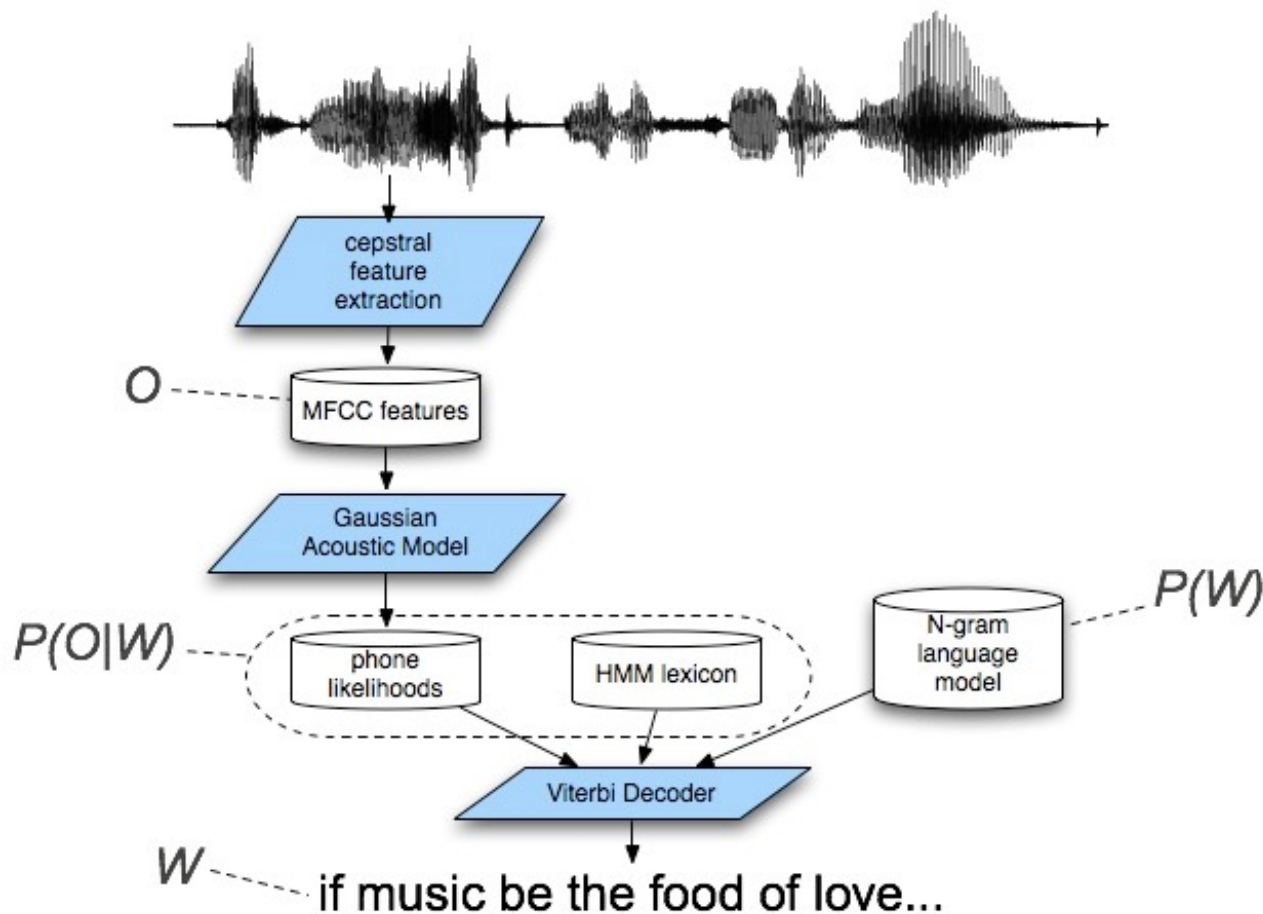 cepstral
feature
extraction
O
MFCC features
Gaussian
Acoustic Model
P(O|W)
phone
likelihoods
HMM lexicon
N-gram
language
model
P(W)
Viterbi Decoder
W
if music be the food of love...